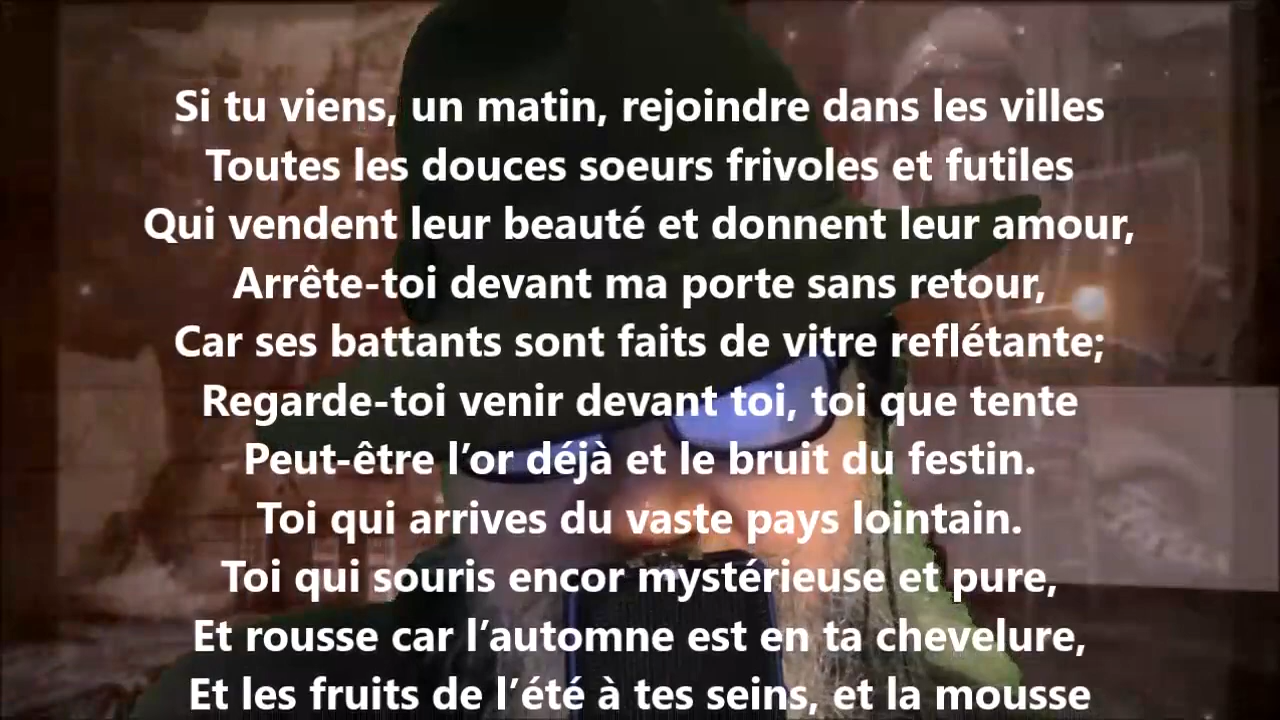 Si tu viens, un matin, rejoindre dans les villes
Toutes les douces soeurs frivoles et futiles
Qui vendent leur beauté et donnent leur amour,
Arrête-toi devant ma porte sans retour,
Car ses battants sont faits de vitre reflétante;
Regarde-toi venir devant toi, toi que tente
Peut-être l’or déjà et le bruit du festin.
Toi qui arrives du vaste pays lointain.
Toi qui souris encor mystérieuse et pure,
Et rousse car l’automne est en ta chevelure,
Et les fruits de l’été à tes seins, et la mousse